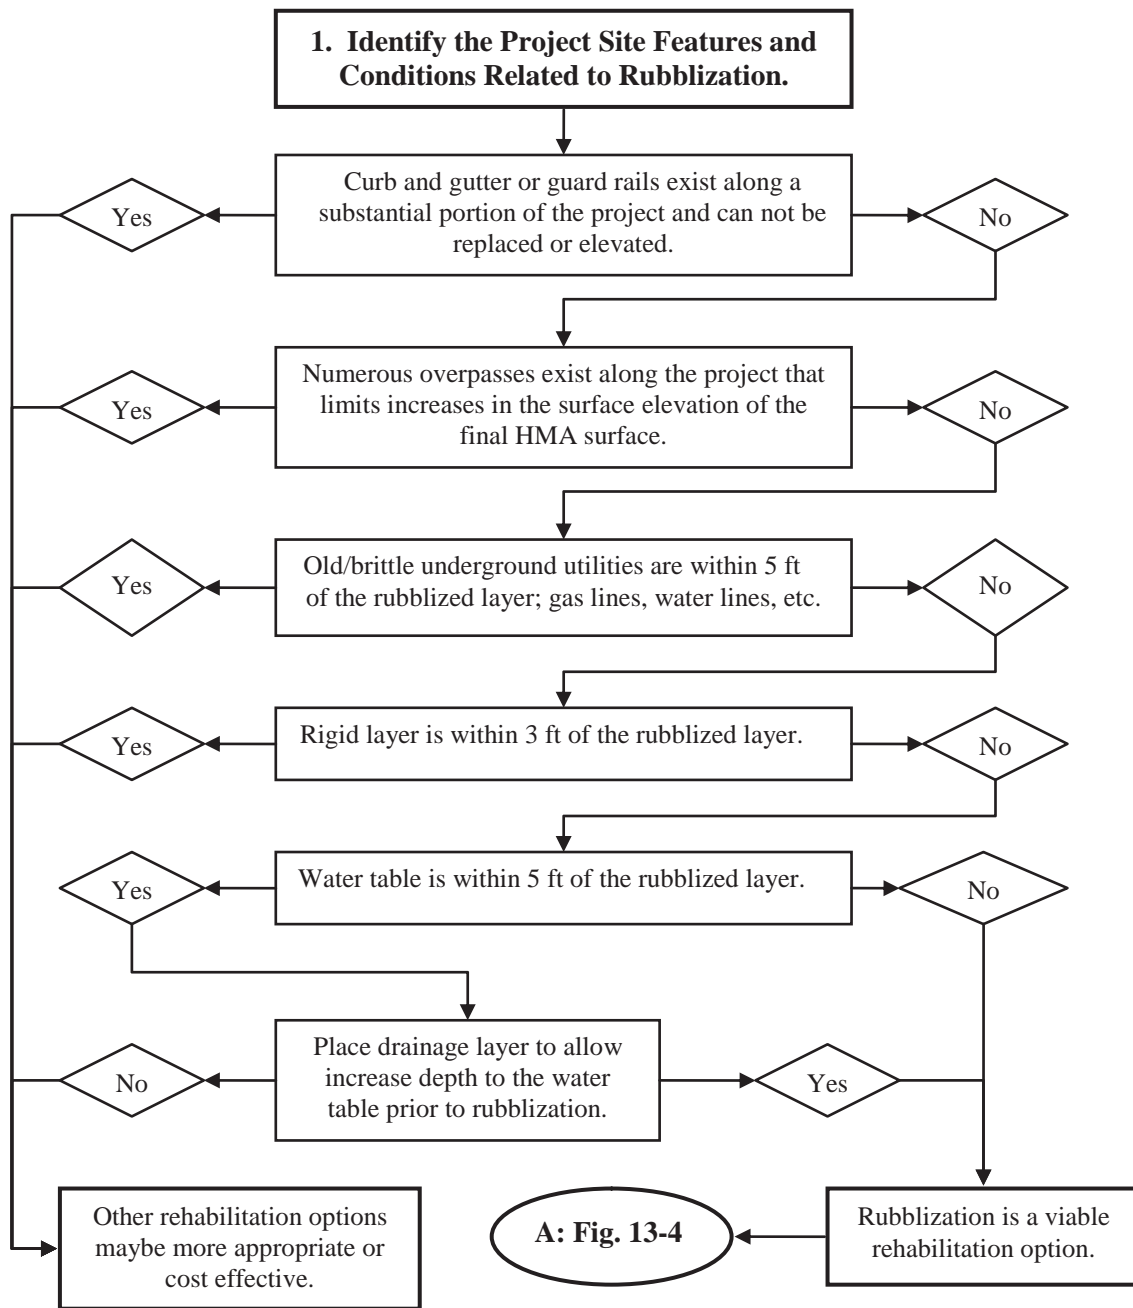 1. Identify the Project Site Features and
Conditions Related to Rubblization.
Curb and gutter or guard rails exist along a
substantial portion of the project and can not be
replaced or elevated.
Yes
No
Numerous overpasses exist along the project that
limits increases in the surface elevation of the
final HMA surface.
Yes
No
Old/brittle underground utilities are within 5 ft
of the rubblized layer; gas lines, water lines, etc.
Yes
No
Rigid layer is within 3 ft of the rubblized layer.
Yes
No
Water table is within 5 ft of the rubblized layer.
Yes
No
Place drainage layer to allow
increase depth to the water
table prior to rubblization.
No
Yes
Other rehabilitation options
maybe more appropriate or
cost effective.
A: Fig. 13-4
Rubblization is a viable
rehabilitation option.